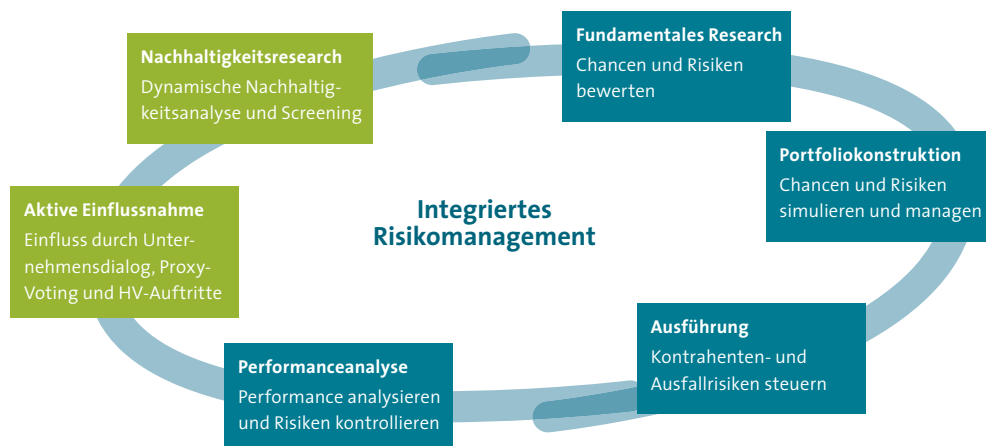 Nachhaltigkeitsresearch
Dynamische Nachhaltig-
keitsanalyse und Screening
Fundamentales Research
Chancen und Risiken
bewerten
Portfoliokonstruktion
Chancen und Risiken
simulieren und managen
Aktive Einflussnahme
Einfluss durch Unter-
nehmensdialog, Proxy-
Voting und HV-Auftritte
Integriertes
Risikomanagement
Ausführung
Kontrahenten- und
Ausfallrisiken steuern
Performanceanalyse
Performance analysieren
und Risiken kontrollieren